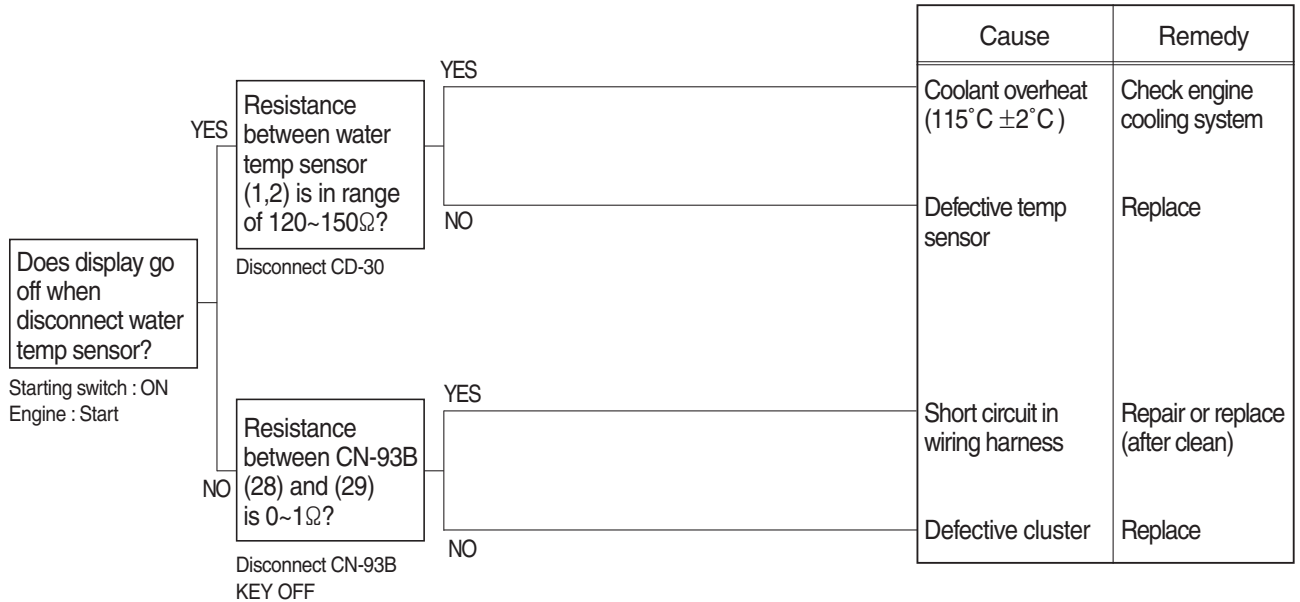 Does display go
off when
disconnect water
temp sensor?
Starting switch : ON
Engine : Start
YES
Resistance
between water
temp sensor
(1,2) is in range
of 120~150Ω?
Disconnect CD-30
NO
Resistance
between CN-93B
(28) and (29)
is 0~1Ω?
Disconnect CN-93B
KEY OFF
YES
NO
YES
NO
Cause Remedy
Coolant overheat Check engine
(115˚C ±2˚C ) cooling system
Defective temp Replace
sensor
Short circuit in Repair or replace
wiring harness (after clean)
Defective cluster Replace